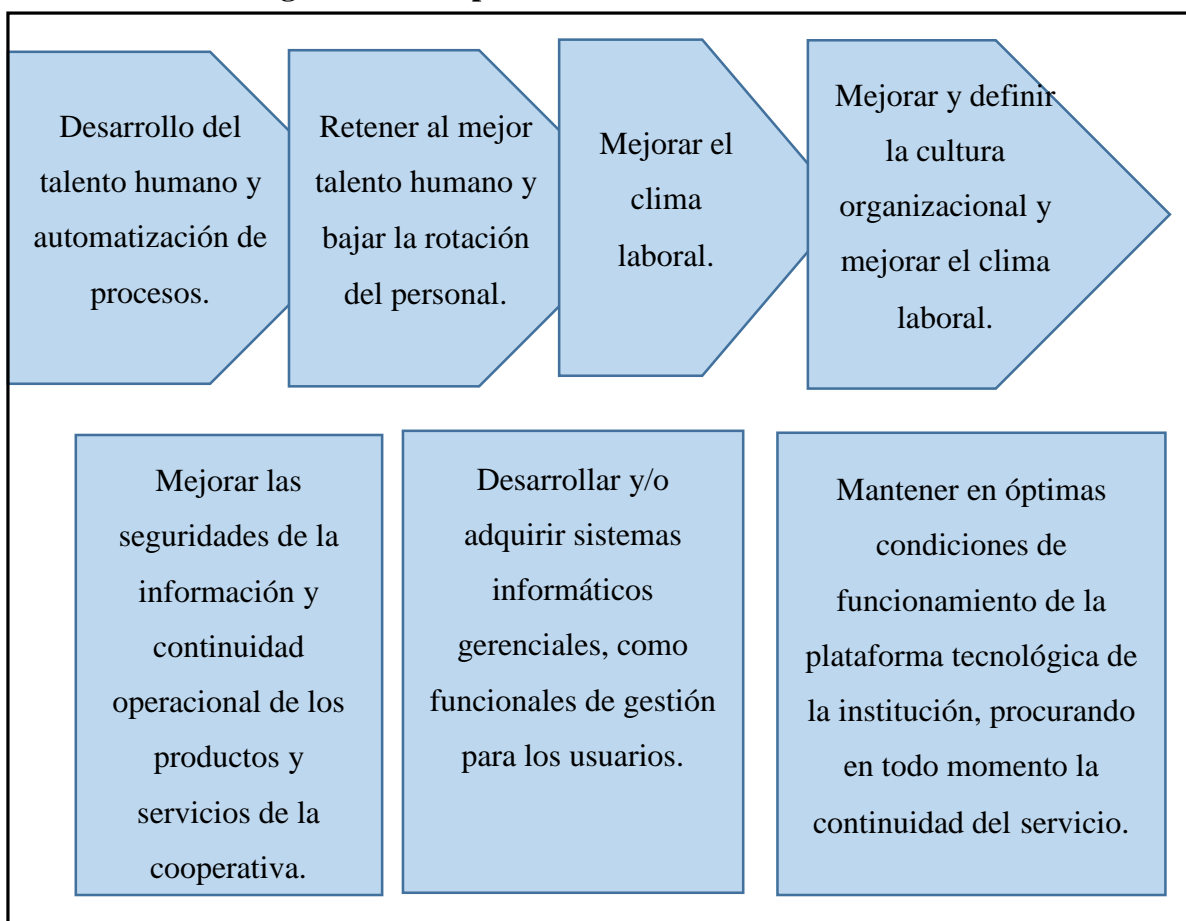 Desarrollo del
talento humano y
automatización de
procesos.
Retener al mejor
talento humano y
bajar la rotación
del personal.
Mejorar el
clima
laboral.
Mejorar y definir
la cultura
organizacional y
mejorar el clima
laboral.
Mejorar las
seguridades de la
información y
continuidad
operacional de los
productos y
servicios de la
cooperativa.
Desarrollar y/o
adquirir sistemas
informáticos
gerenciales, como
funcionales de gestión
para los usuarios.
Mantener en óptimas
condiciones de
funcionamiento de la
plataforma tecnológica de
la institución, procurando
en todo momento la
continuidad del servicio.